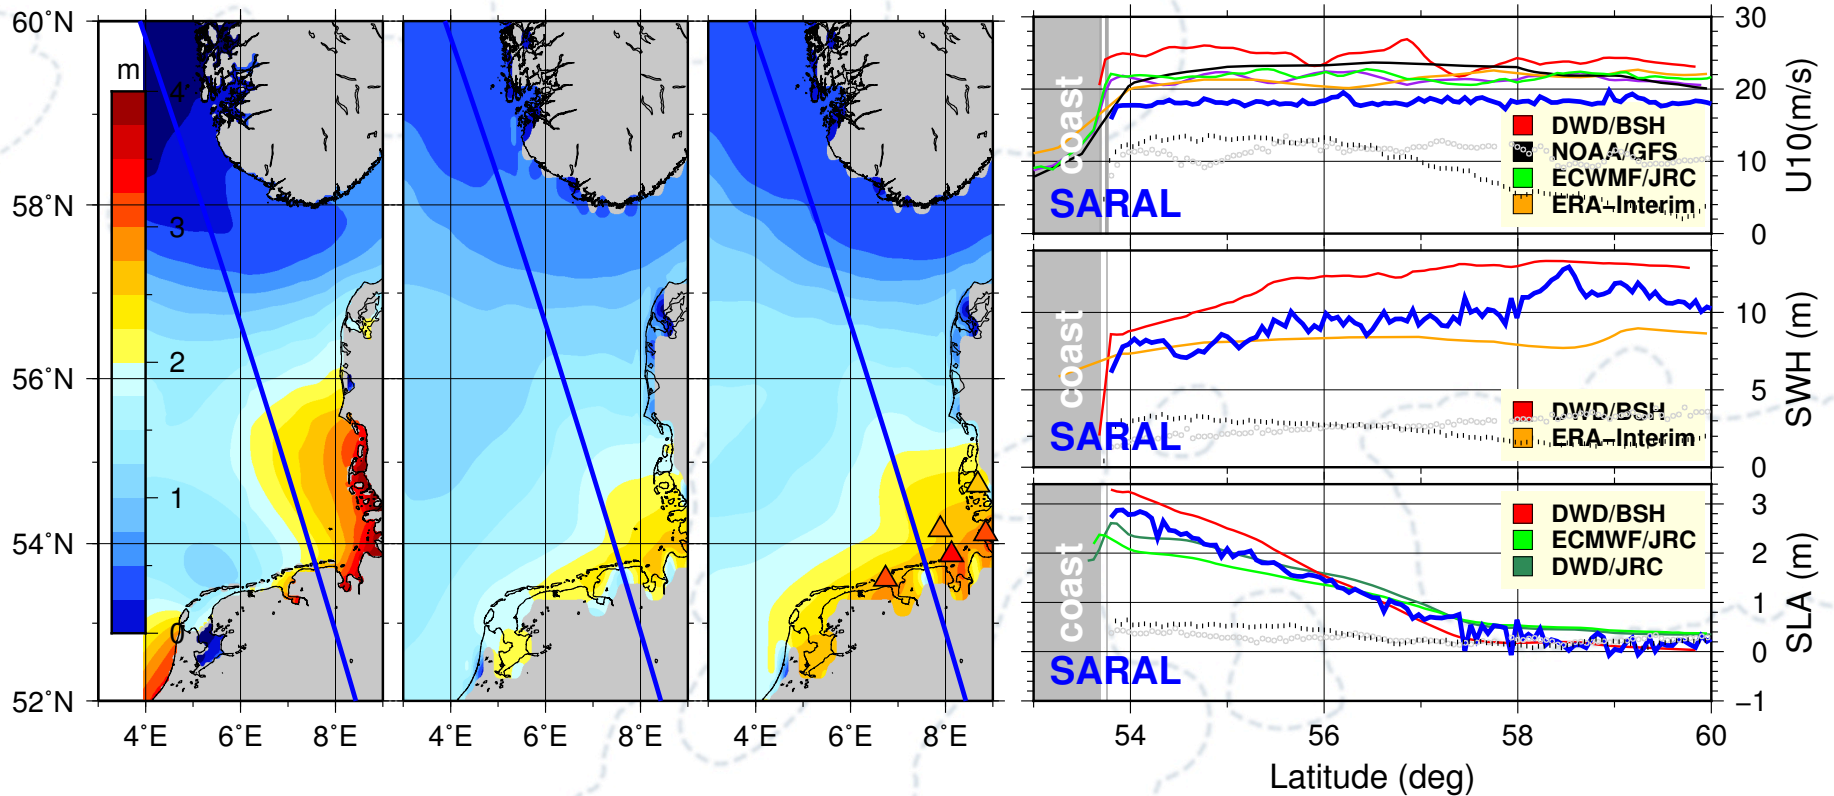 60°N
58°N
56°N
54°N
52°N
m
4
3
2
1
0
4°E 6°E 8°E
4°E 6°E 8°E
4°E 6°E 8°E
30
20
10
0
U10(m/s)
coast
SARAL
DWD/BSH
NOAA/GFS
ECWMF/JRC
ERA–Interim
10
5
0
SWH (m)
coast
SARAL
DWD/BSH
ERA–Interim
3
2
1
0
–1
SLA (m)
coast
SARAL
DWD/BSH
ECMWF/JRC
DWD/JRC
54 56 58 60
Latitude (deg)